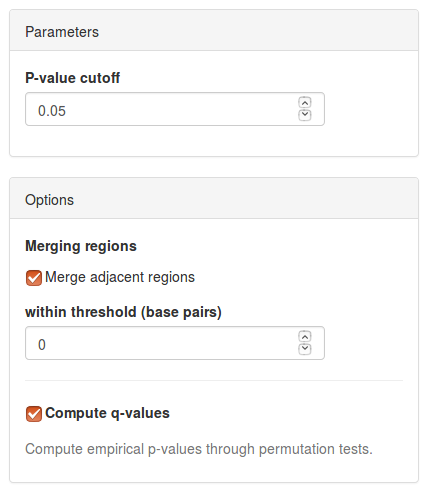 Parameters
P-value cutoff
0.05
Options
Merging regions
Merge adjacent regions
within threshold (base pairs)
0
Compute q-values
Compute empirical p-values through permutation tests.